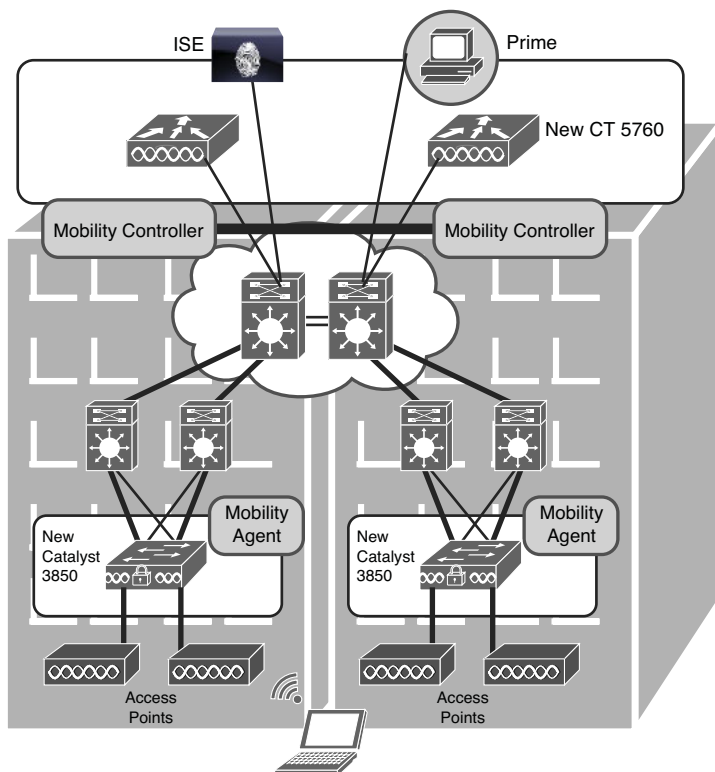 ISE
Prime
New CT 5760
Mobility Controller
Mobility Controller
Mobility
Agent
New
Catalyst
3850
Mobility
Agent
New
Catalyst
3850
Access
Points
Access
Points